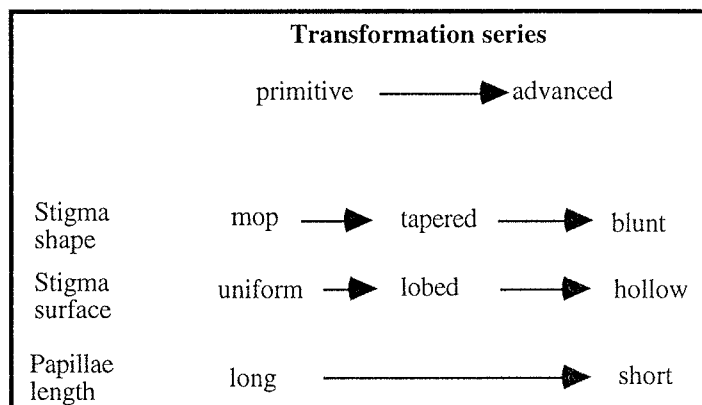 Transformation series
primitive advanced
Stigma shape mop tapered blunt
Stigma surface uniform lobed hollow
Papillae length long short